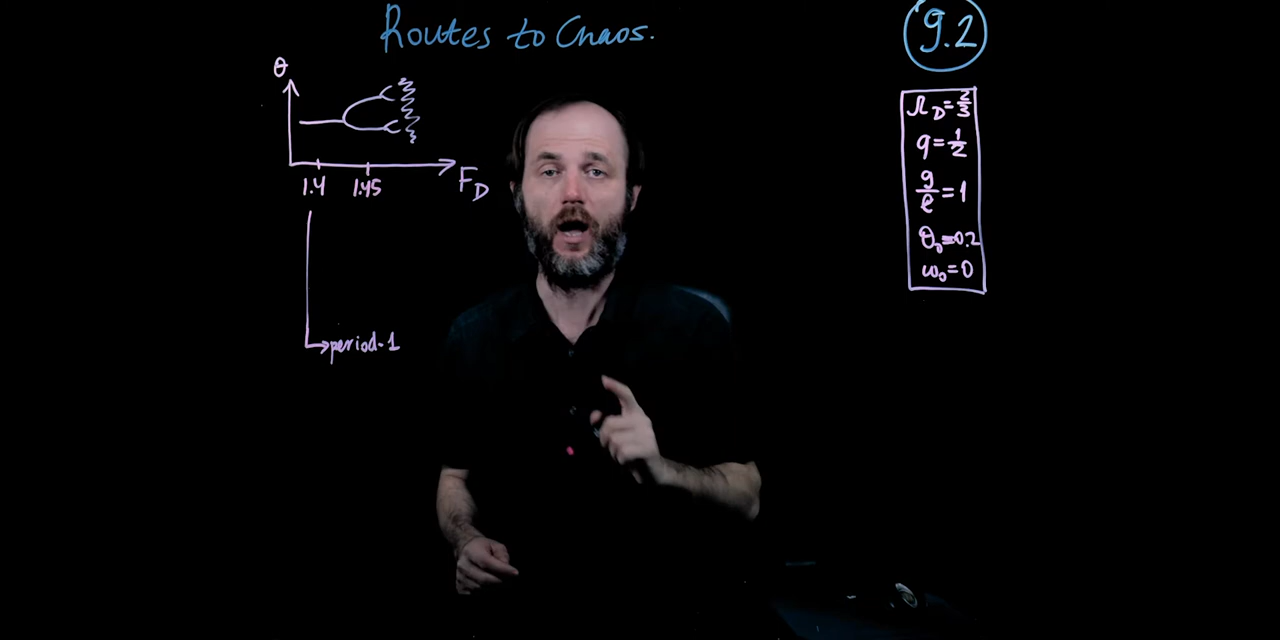 Routes to Chaos.
9.2
θ
1.4 1.45 F_D
period-1
Ω_D = 2/3
q = 1/2
g/ℓ = 1
θ₀ = 0.2
ω₀ = 0